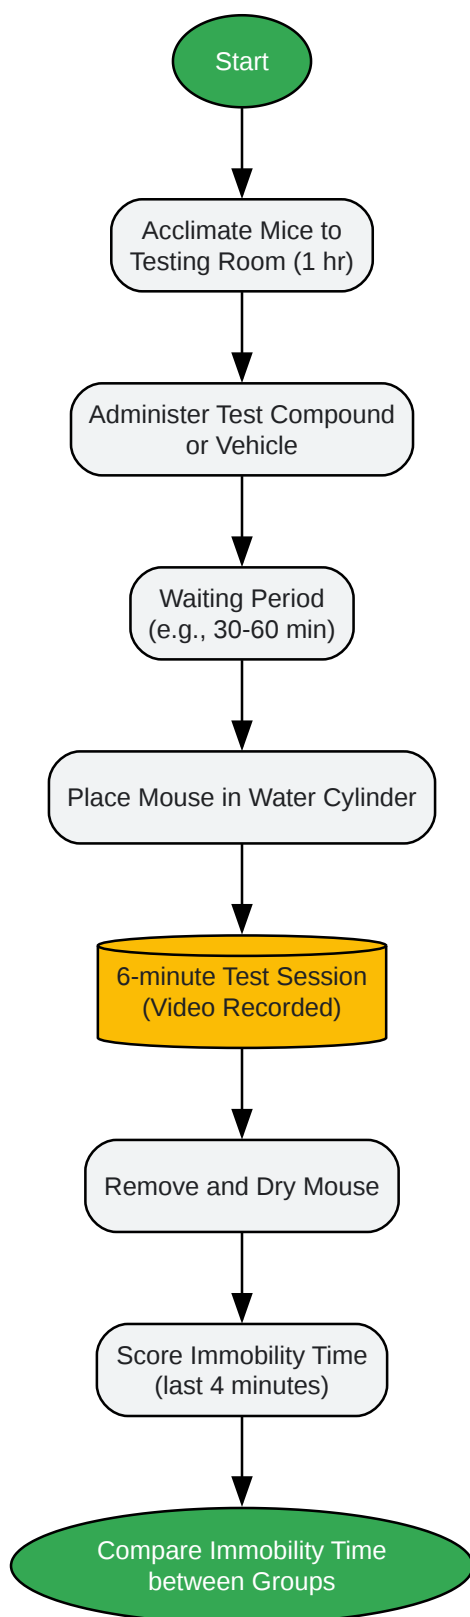 Start
Acclimate Mice to
Testing Room (1 hr)
Administer Test Compound
or Vehicle
Waiting Period
(e.g., 30-60 min)
Place Mouse in Water Cylinder
6-minute Test Session
(Video Recorded)
Remove and Dry Mouse
Score Immobility Time
(last 4 minutes)
Compare Immobility Time
between Groups